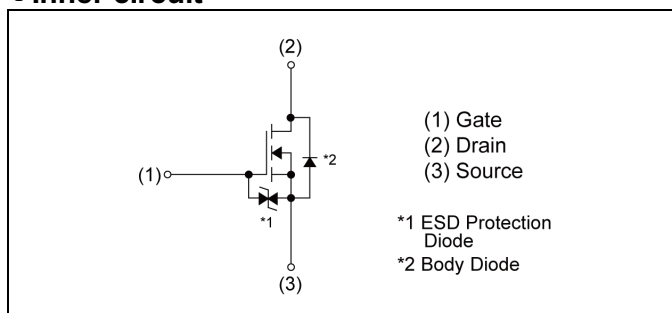 Inner circuit
(2)
(1) Gate
(2) Drain
(3) Source
*2
(1)
*1
*1 ESD Protection
Diode
*2 Body Diode
(3)